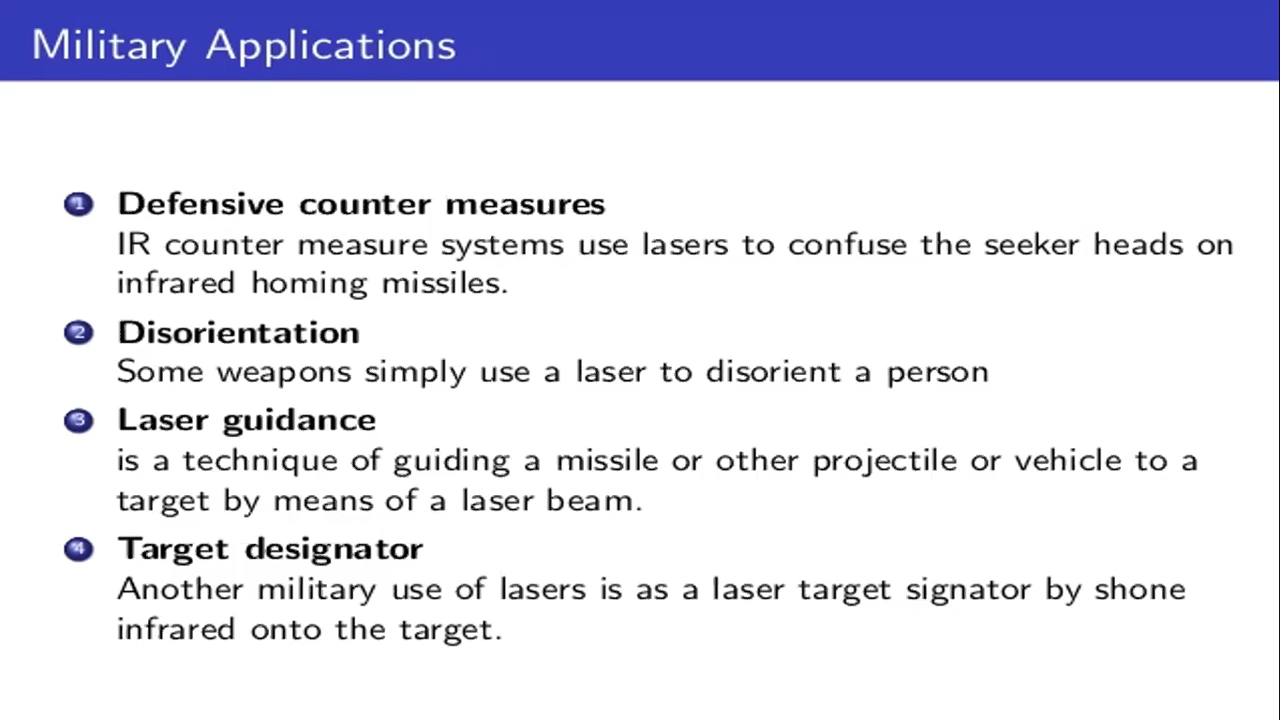 Military Applications
1 Defensive counter measures
IR counter measure systems use lasers to confuse the seeker heads on
infrared homing missiles.
2 Disorientation
Some weapons simply use a laser to disorient a person
3 Laser guidance
is a technique of guiding a missile or other projectile or vehicle to a
target by means of a laser beam.
4 Target designator
Another military use of lasers is as a laser target signator by shone
infrared onto the target.